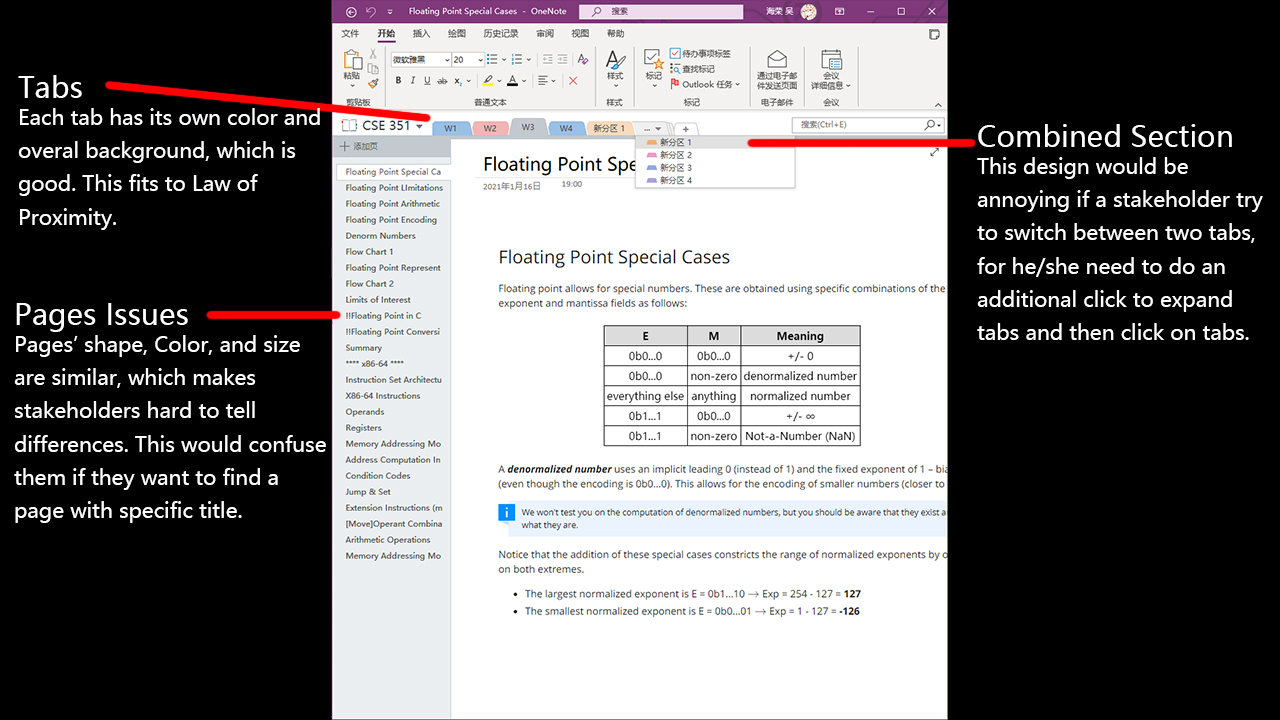 Floating Point Special Cases - OneNote
搜索
海荣 吴
文件 开始 插入 绘图 历史记录 审阅 视图 帮助
微软雅黑 20
粘贴
B I U ab x₂ A
样式
标记
待办事项标签
查找标记
Outlook 任务
通过电子邮件发送页面
会议详细信息
剪贴板 普通文本 样式 标记 电子邮件 会议
CSE 351 W1 W2 W3 W4 新分区 1 ... +
搜索(Ctrl+E)
新分区 1
新分区 2
新分区 3
新分区 4
Tabs
Each tab has its own color and
overal background, which is
good. This fits to Law of
Proximity.
Pages Issues
Pages’ shape, Color, and size
are similar, which makes
stakeholders hard to tell
differences. This would confuse
them if they want to find a
page with specific title.
添加页
Floating Point Special Ca
Floating Point LImitations
Floating Point Arithmetic
Floating Point Encoding
Denorm Numbers
Flow Chart 1
Floating Point Represent
Flow Chart 2
Limits of Interest
!!Floating Point in C
!!Floating Point Conversi
Summary
**** x86-64 ****
Instruction Set Architectu
X86-64 Instructions
Operands
Registers
Memory Addressing Mo
Address Computation In
Condition Codes
Jump & Set
Extension Instructions (m
[Move]Operant Combina
Arithmetic Operations
Memory Addressing Mo
Floating Point Spe
2021年1月16日 19:00
Floating Point Special Cases
Floating point allows for special numbers. These are obtained using specific combinations of the
exponent and mantissa fields as follows:
E M Meaning
0b0...0 0b0...0 +/- 0
0b0...0 non-zero denormalized number
everything else anything normalized number
0b1...1 0b0...0 +/- ∞
0b1...1 non-zero Not-a-Number (NaN)
A denormalized number uses an implicit leading 0 (instead of 1) and the fixed exponent of 1 – bia
(even though the encoding is 0b0...0). This allows for the encoding of smaller numbers (closer to
i
We won't test you on the computation of denormalized numbers, but you should be aware that they exist a
what they are.
Notice that the addition of these special cases constricts the range of normalized exponents by o
on both extremes.
• The largest normalized exponent is E = 0b1...10 → Exp = 254 - 127 = 127
• The smallest normalized exponent is E = 0b0...01 → Exp = 1 - 127 = -126
Combined Section
This design would be
annoying if a stakeholder try
to switch between two tabs,
for he/she need to do an
additional click to expand
tabs and then click on tabs.